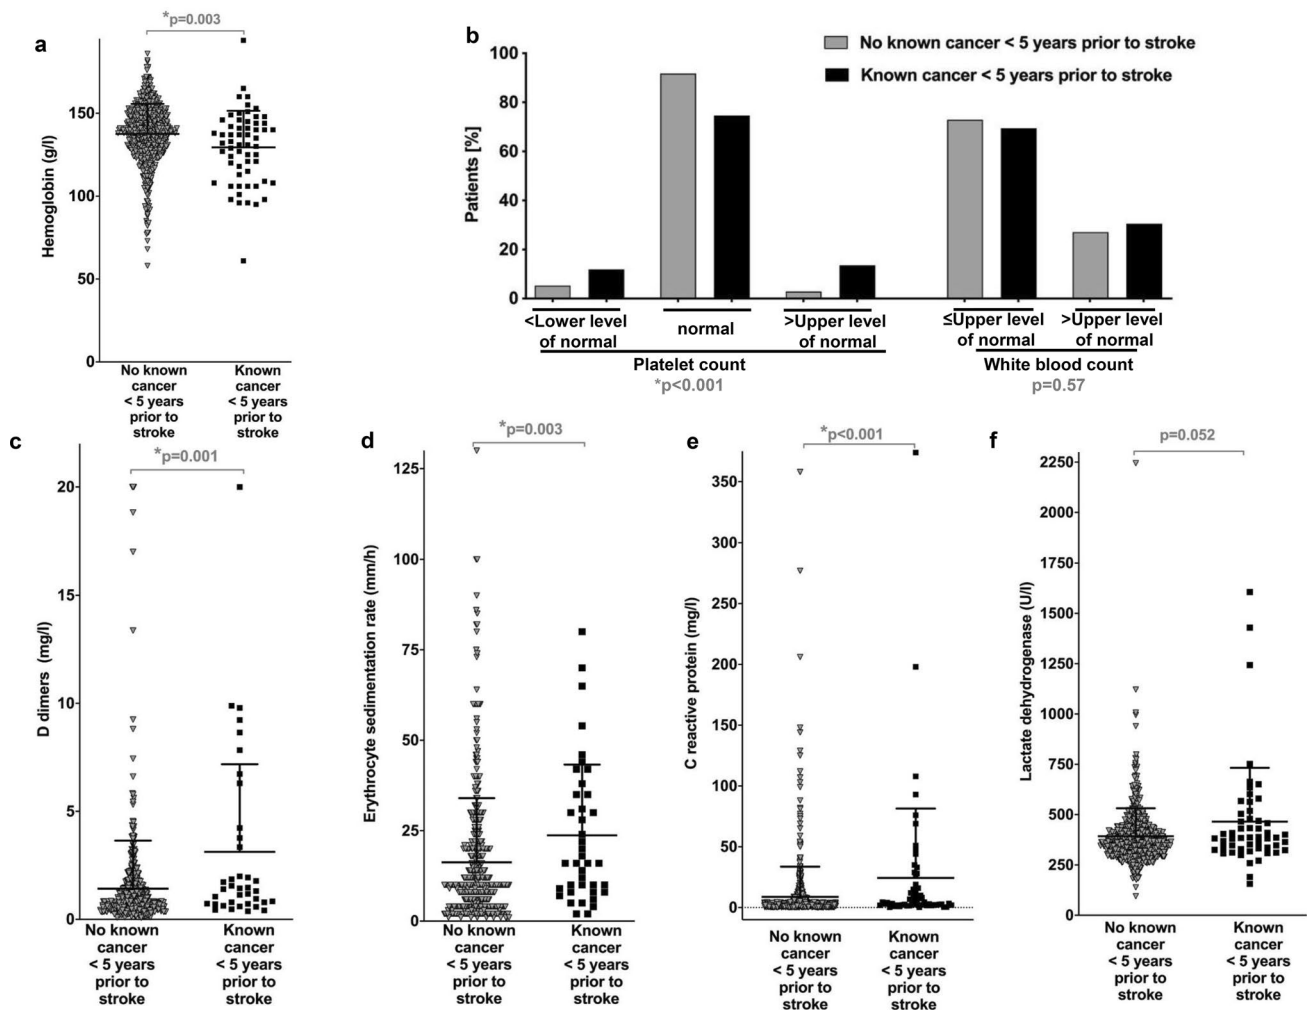 a
*p=0.003
Hemoglobin (g/l)
150
100
50
0
No known
cancer
< 5 years
prior to
stroke
Known
cancer
< 5 years
prior to
stroke
b
No known cancer < 5 years prior to stroke
Known cancer < 5 years prior to stroke
Patients [%]
100
80
60
40
20
0
<Lower level
of normal
normal
>Upper level
of normal
≤Upper level
of normal
>Upper level
of normal
Platelet count
*p<0.001
White blood count
p=0.57
c
*p=0.001
D dimers (mg/l)
20
15
10
5
0
No known
cancer
< 5 years
prior to
stroke
Known
cancer
< 5 years
prior to
stroke
d
*p=0.003
Erythrocyte sedimentation rate (mm/h)
125
100
75
50
25
0
No known
cancer
< 5 years
prior to
stroke
Known
cancer
< 5 years
prior to
stroke
e
*p<0.001
C reactive protein (mg/l)
350
300
250
200
150
100
50
0
No known
cancer
< 5 years
prior to
stroke
Known
cancer
< 5 years
prior to
stroke
f
p=0.052
Lactate dehydrogenase (U/l)
2250
2000
1750
1500
1250
1000
750
500
250
0
No known
cancer
< 5 years
prior to
stroke
Known
cancer
< 5 years
prior to
stroke